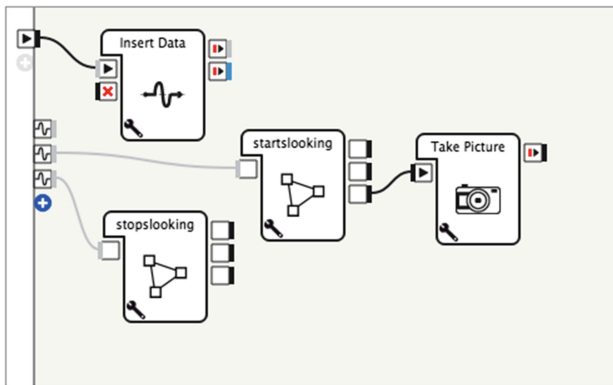 Insert Data
startslooking
Take Picture
stopslooking